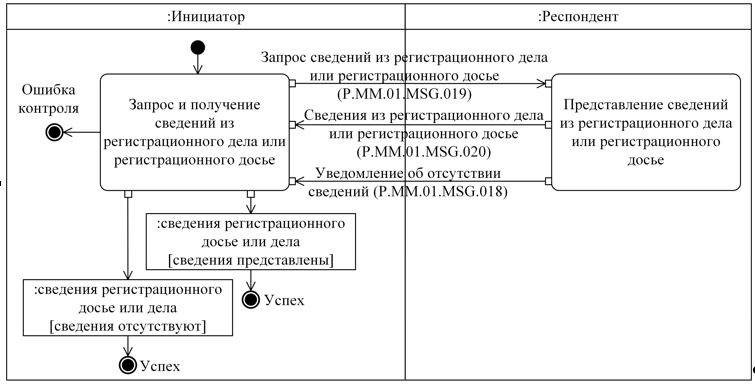 :Инициатор
:Респондент
Запрос сведений из регистрационного дела
или регистрационного досье
(P.MM.01.MSG.019)
Ошибка
контроля
Запрос и получение
сведений из
регистрационного дела или
регистрационного досье
Сведения из регистрационного дела
или регистрационного досье
(P.MM.01.MSG.020)
Представление сведений
из регистрационного дела
или регистрационного
досье
Уведомление об отсутствии
сведений (P.MM.01.MSG.018)
:сведения регистрационного
досье или дела
[сведения представлены]
Успех
:сведения регистрационного
досье или дела
[сведения отсутствуют]
Успех